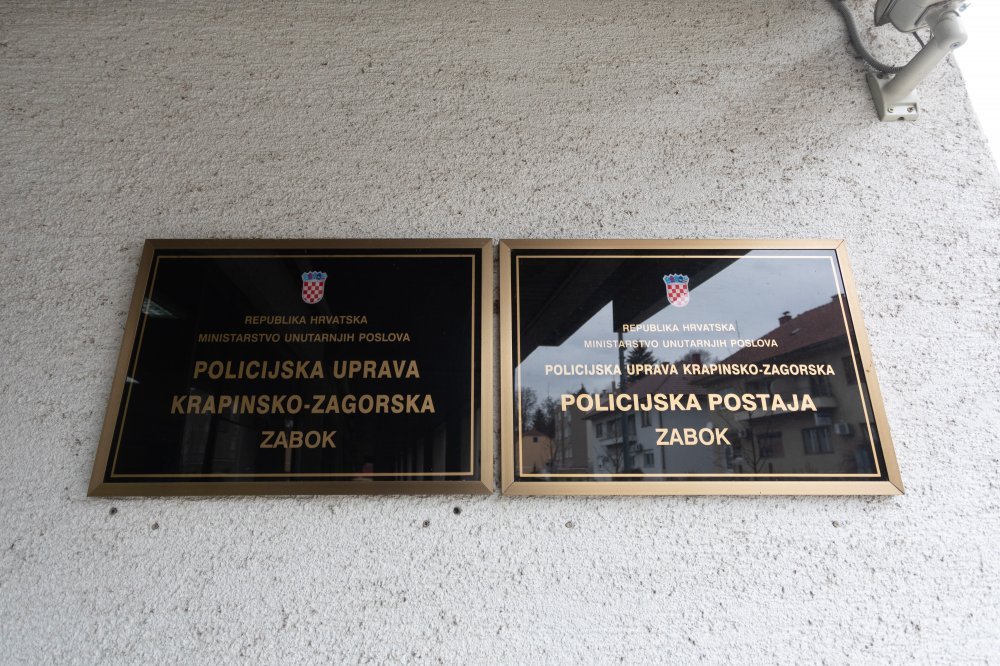 REPUBLIKA HRVATSKA
MINISTARSTVO UNUTARNJIH POSLOVA
POLICIJSKA UPRAVA
KRAPINSKO-ZAGORSKA
ZABOK
REPUBLIKA HRVATSKA
MINISTARSTVO UNUTARNJIH POSLOVA
POLICIJSKA UPRAVA KRAPINSKO-ZAGORSKA
POLICIJSKA POSTAJA
ZABOK